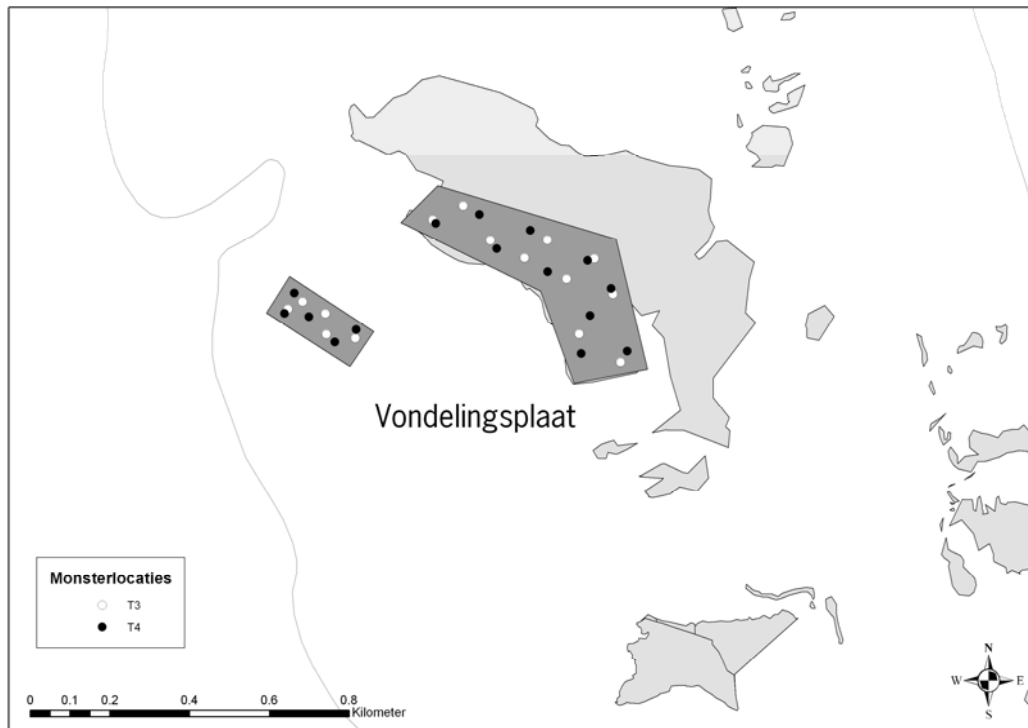 Vondelingsplaat
Monsterlocaties
T3
T4
0 0.1 0.2 0.4 0.6 0.8
Kilometer
N
W E
S